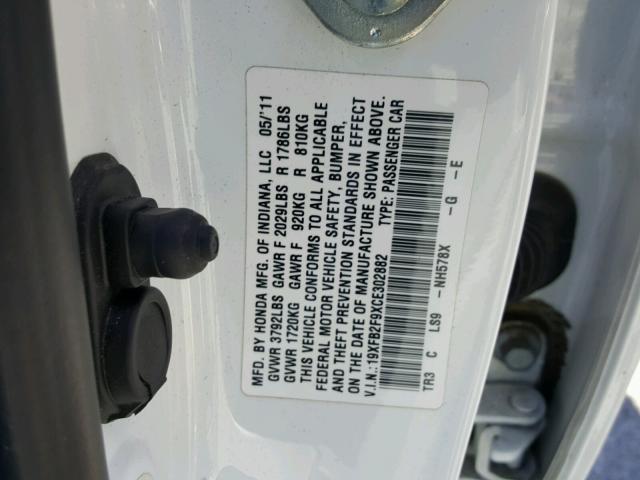 MFD. BY HONDA MFG. OF INDIANA, LLC 05/'11
GVWR 3792LBS GAWR F 2029LBS R 1786LBS
GVWR 1720KG GAWR F 920KG R 810KG
THIS VEHICLE CONFORMS TO ALL APPLICABLE
FEDERAL MOTOR VEHICLE SAFETY, BUMPER,
AND THEFT PREVENTION STANDARDS IN EFFECT
ON THE DATE OF MANUFACTURE SHOWN ABOVE.
V.I.N.:19XFB2F9XCE302882 TYPE: PASSENGER CAR
TR3 C LS9 -NH578X -G -E